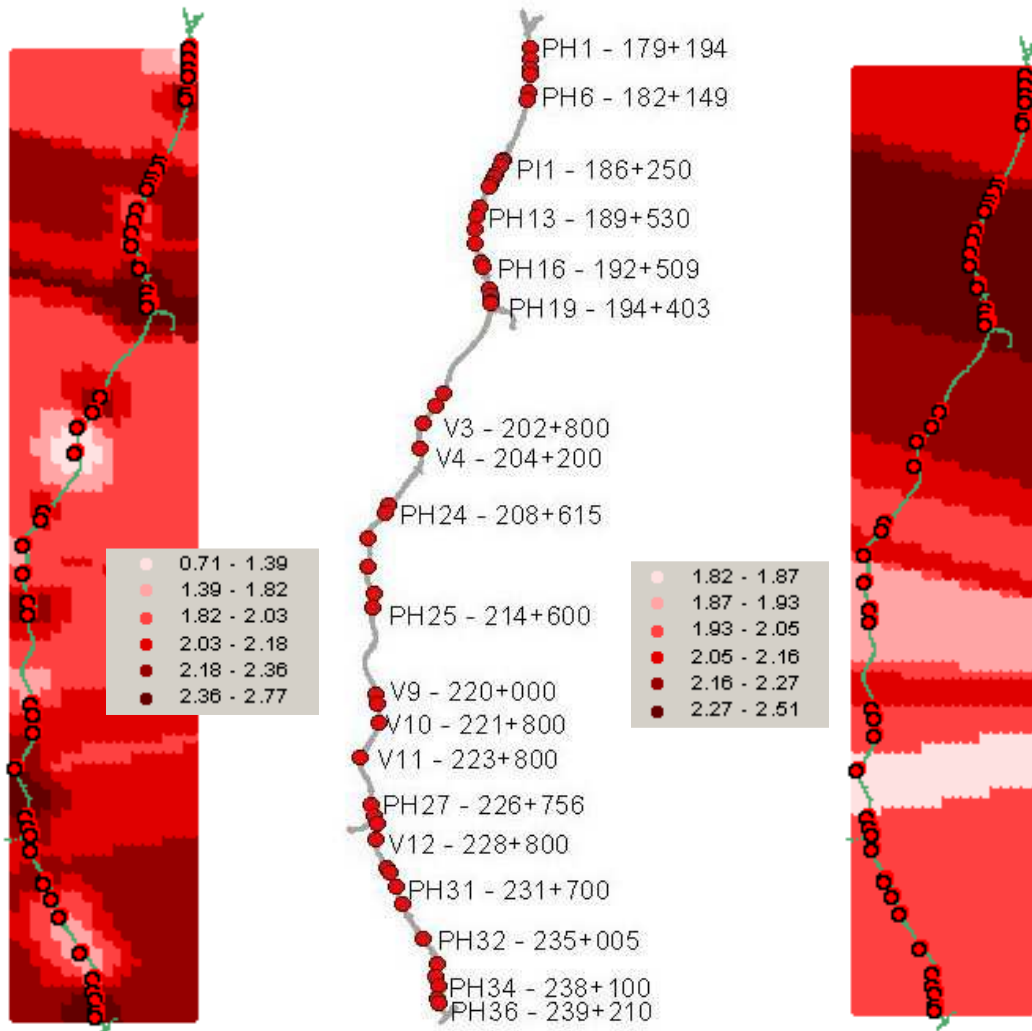 PH1 - 179+194
PH6 - 182+149
PI1 - 186+250
PH13 - 189+530
PH16 - 192+509
PH19 - 194+403
V3 - 202+800
V4 - 204+200
PH24 - 208+615
PH25 - 214+600
V9 - 220+000
V10 - 221+800
V11 - 223+800
PH27 - 226+756
V12 - 228+800
PH31 - 231+700
PH32 - 235+005
PH34 - 238+100
PH36 - 239+210
0.71 - 1.39
1.39 - 1.82
1.82 - 2.03
2.03 - 2.18
2.18 - 2.36
2.36 - 2.77
1.82 - 1.87
1.87 - 1.93
1.93 - 2.05
2.05 - 2.16
2.16 - 2.27
2.27 - 2.51